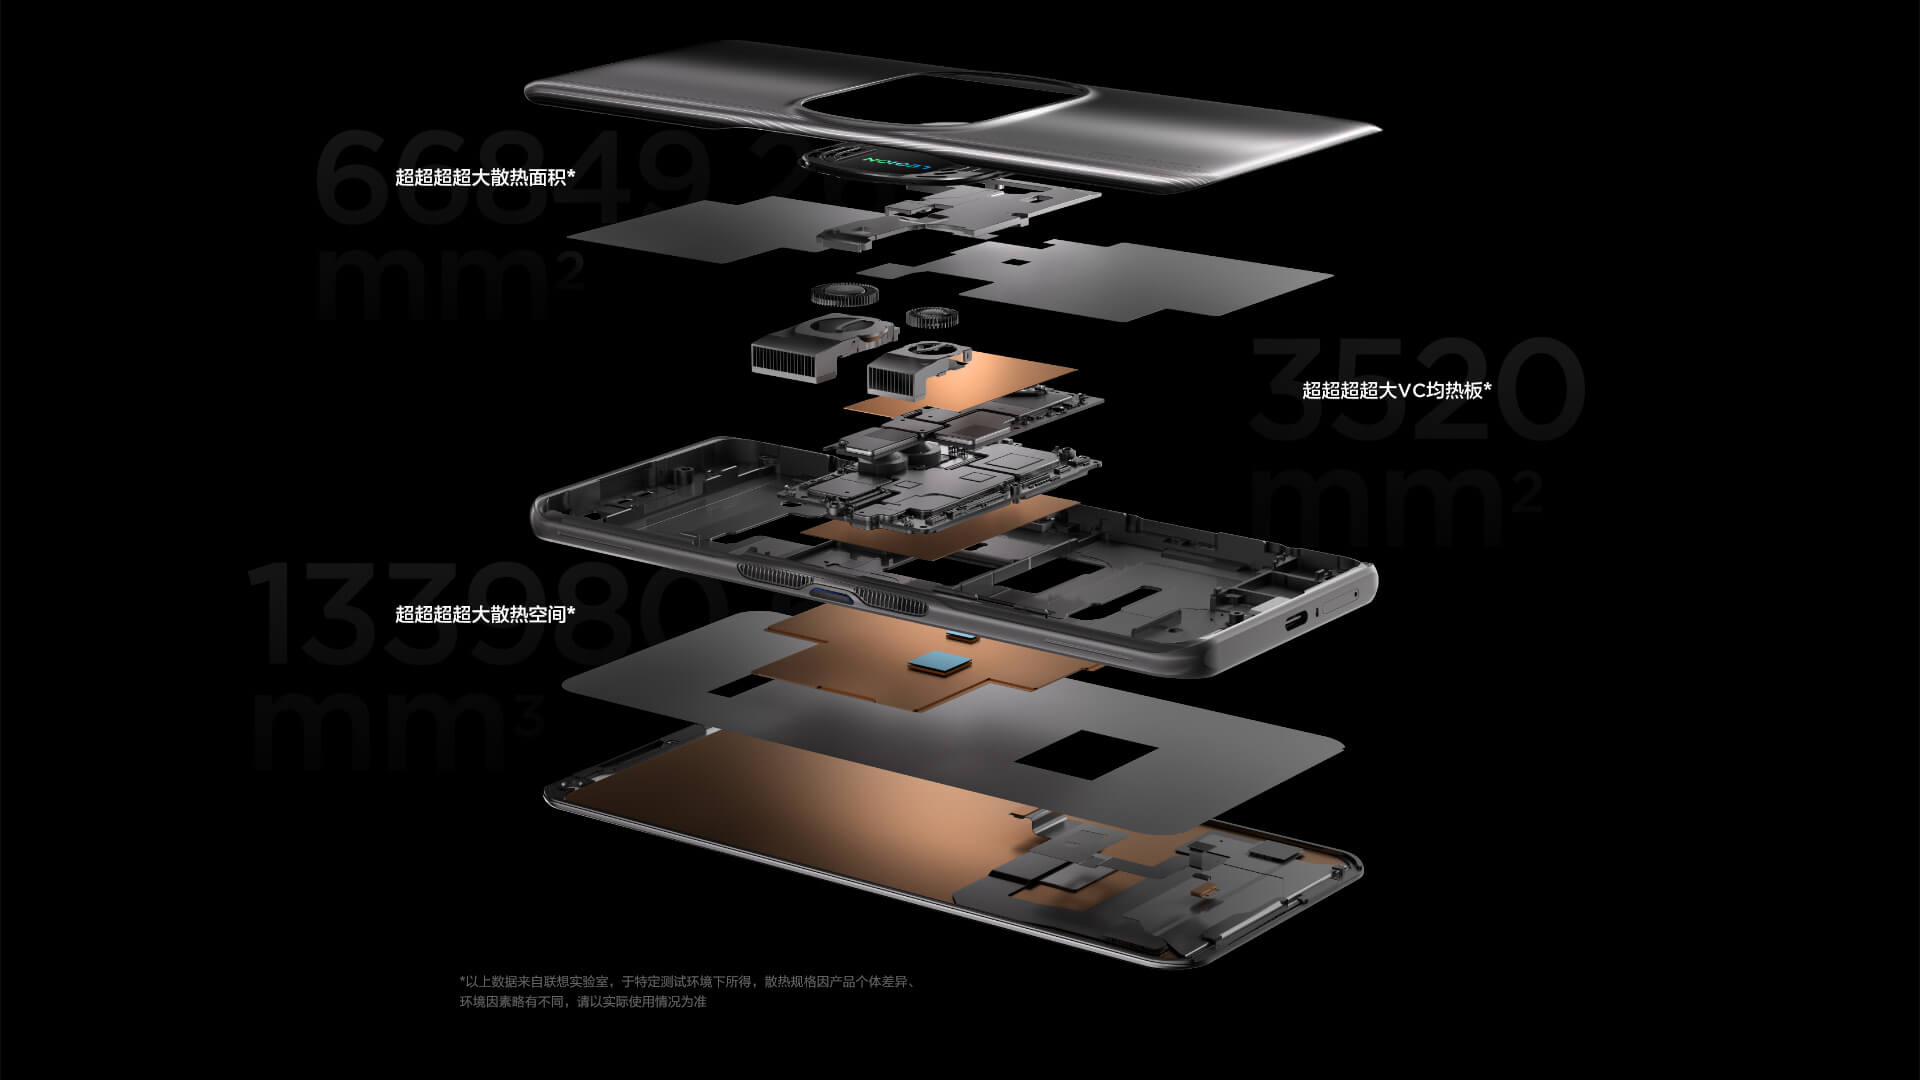 超超超超大散热面积*
mm²
3520
超超超超大VC均热板*
mm²
超超超超大散热空间*
mm³
LEGION
*以上数据来自联想实验室，于特定测试环境下所得，散热规格因产品个体差异、
环境因素略有不同，请以实际使用情况为准